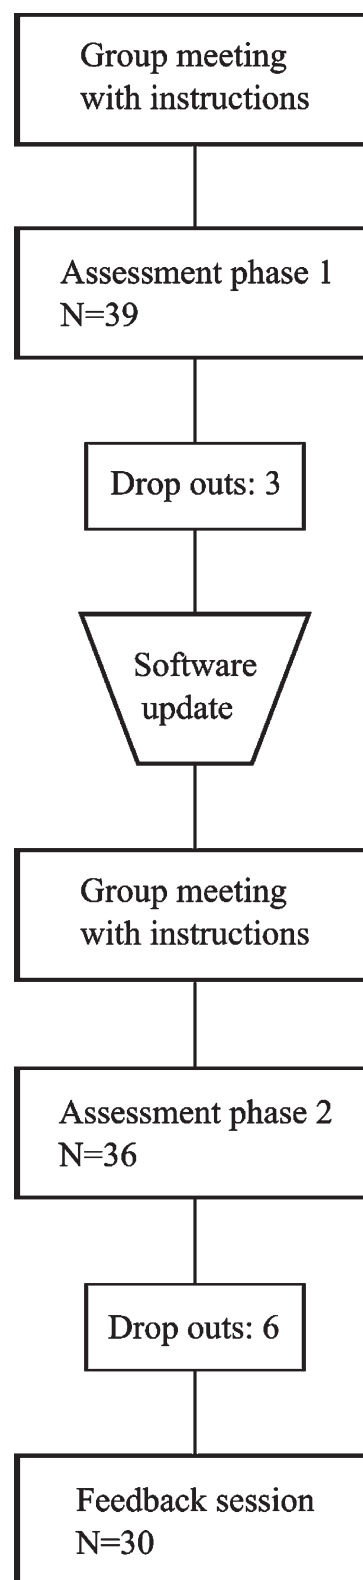 Group meeting
with instructions
Assessment phase 1
N=39
Drop outs: 3
Software
update
Group meeting
with instructions
Assessment phase 2
N=36
Drop outs: 6
Feedback session
N=30